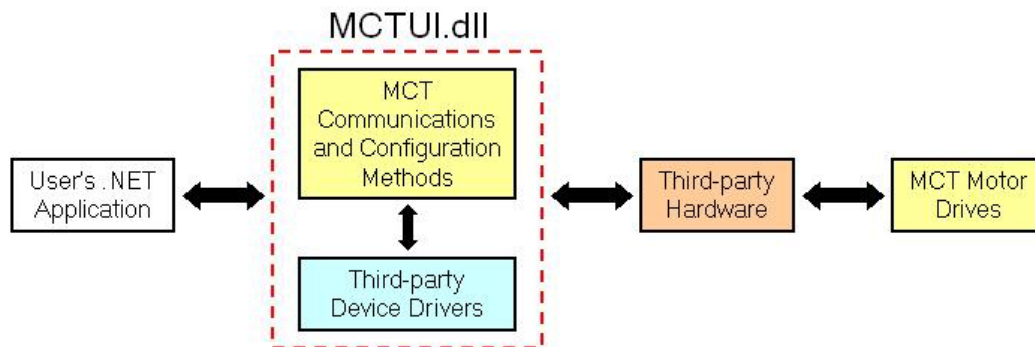 MCTUI.dll
MCT
Communications
and Configuration
Methods
User's .NET
Application
Third-party
Hardware
MCT Motor
Drives
Third-party
Device Drivers